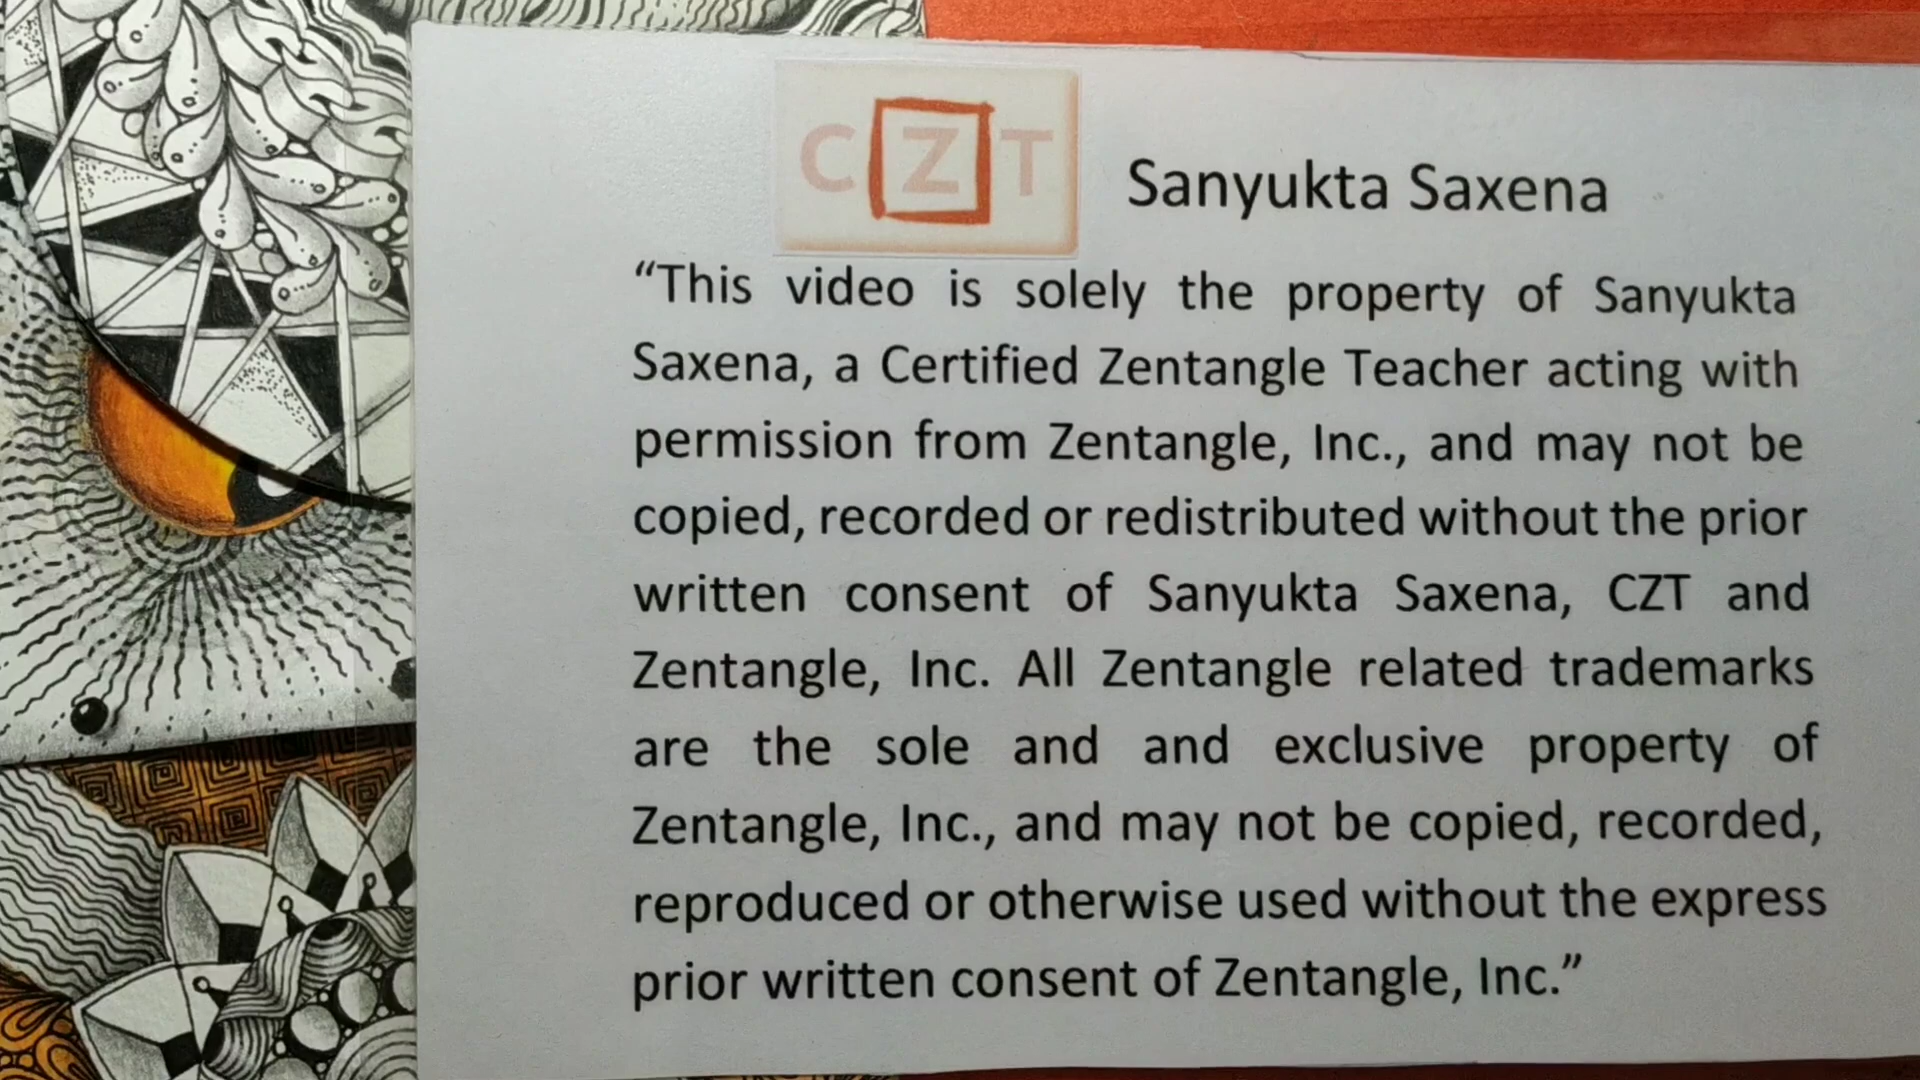 CZT
Sanyukta Saxena
“This video is solely the property of Sanyukta
Saxena, a Certified Zentangle Teacher acting with
permission from Zentangle, Inc., and may not be
copied, recorded or redistributed without the prior
written consent of Sanyukta Saxena, CZT and
Zentangle, Inc. All Zentangle related trademarks
are the sole and and exclusive property of
Zentangle, Inc., and may not be copied, recorded,
reproduced or otherwise used without the express
prior written consent of Zentangle, Inc.”